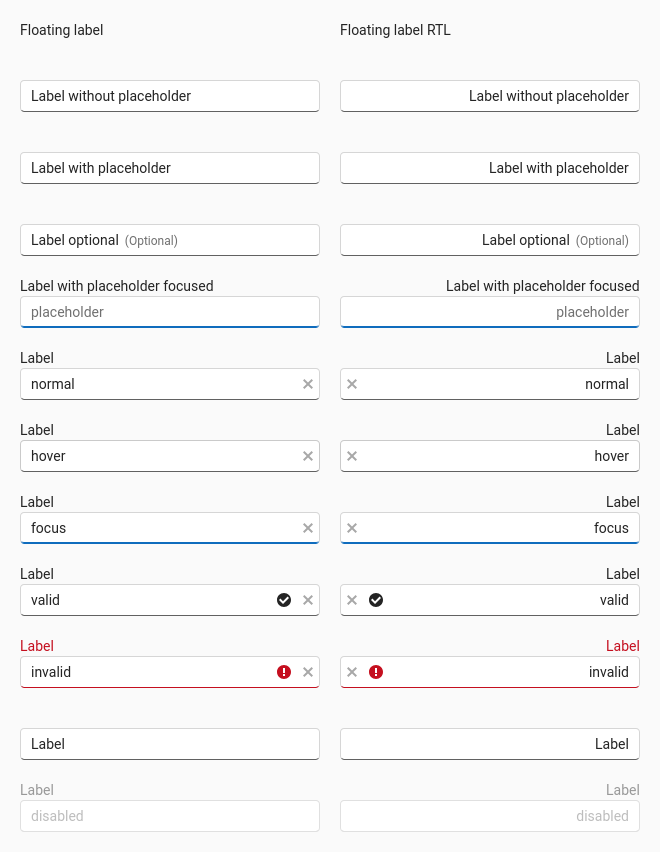 Floating label
Floating label RTL
Label without placeholder
Label without placeholder
Label with placeholder
Label with placeholder
Label optional (Optional)
Label optional (Optional)
Label with placeholder focused
Label with placeholder focused
placeholder
placeholder
Label
Label
normal
normal
Label
Label
hover
hover
Label
Label
focus
focus
Label
Label
valid
valid
Label
Label
invalid
invalid
Label
Label
Label
Label
disabled
disabled